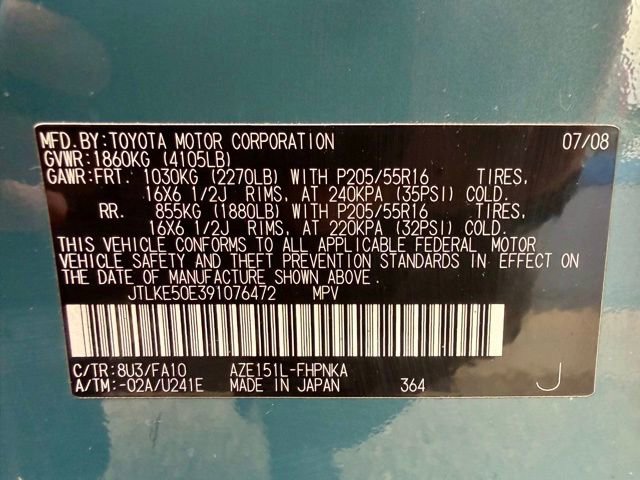 MFD. BY: TOYOTA MOTOR CORPORATION 07/08
GVWR: 1860KG (4105LB)
GAWR: FRT. 1030KG (2270LB) WITH P205/55R16 TIRES,
16X6 1/2J RIMS, AT 240KPA (35PSI) COLD.
RR. 855KG (1880LB) WITH P205/55R16 TIRES,
16X6 1/2J RIMS, AT 220KPA (32PSI) COLD.
THIS VEHICLE CONFORMS TO ALL APPLICABLE FEDERAL MOTOR
VEHICLE SAFETY AND THEFT PREVENTION STANDARDS IN EFFECT
ON THE DATE OF MANUFACTURE SHOWN ABOVE.
JTLKE50E391076472 MPV
C/TR: 8U3/FA10 AZE151L-FHPNKA
A/TM: -02A/U241E MADE IN JAPAN 364 J